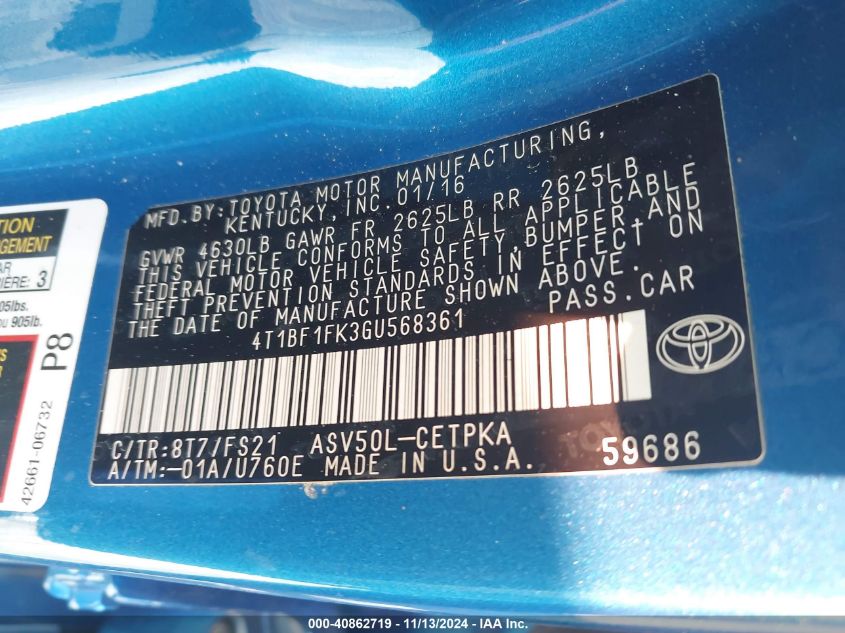 MFD. BY: TOYOTA MOTOR MANUFACTURING,
KENTUCKY, INC. 01/16
GVWR 4630LB GAWR FR 2625LB RR 2625LB
THIS VEHICLE CONFORMS TO ALL APPLICABLE
FEDERAL MOTOR VEHICLE SAFETY, BUMPER, AND
THEFT PREVENTION STANDARDS IN EFFECT ON
THE DATE OF MANUFACTURE SHOWN ABOVE.
4T1BF1FK3GU568361 PASS. CAR
C/TR: 8T7/FS21 ASV50L-CETPKA
A/TM: -01A/U760E MADE IN U.S.A. 59686
3
905lb.
P8
42661-06732
000-40862719 - 11/13/2024 - IAA Inc.